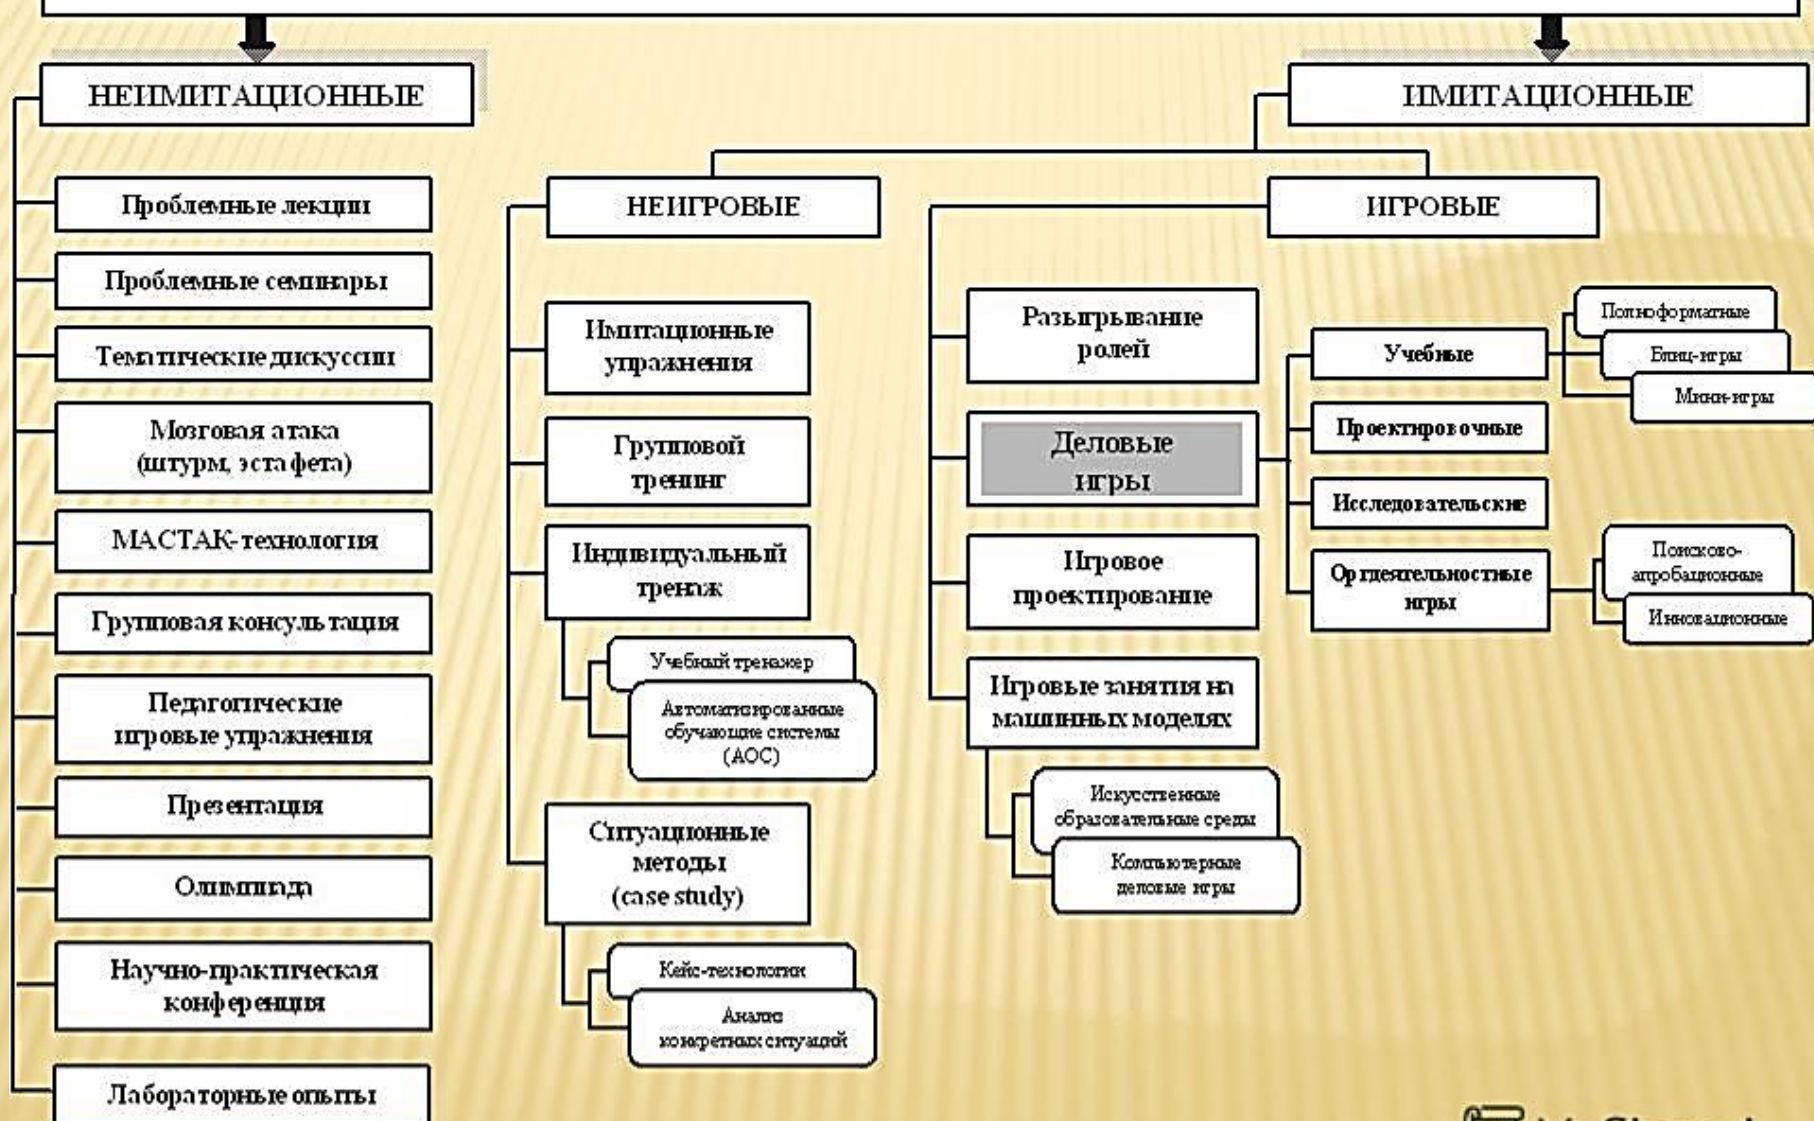 НЕИМИТАЦИОННЫЕ
Проблемные лекции
Проблемные семинары
Тематические дискуссии
Мозговая атака
(штурм, эстафета)
МАСТАК-технология
Групповая консультация
Педагогические
игровые упражнения
Презентация
Олимпиада
Научно-практическая
конференция
Лабораторные опыты
ИМИТАЦИОННЫЕ
НЕИГРОВЫЕ
Имитационные
упражнения
Групповой
тренинг
Индивидуальный
тренаж
Учебный тренажер
Автоматизированные
обучающие системы
(АОС)
Ситуационные
методы
(case study)
Кейс-технологии
Анализ
конкретных ситуаций
ИГРОВЫЕ
Разыгрывание
ролей
Деловые
игры
Учебные
Полноформатные
Блиц-игры
Мини-игры
Проектировочные
Исследовательские
Оргдеятельностные
игры
Поисково-
апробационные
Инновационные
Игровое
проектирование
Игровые занятия на
машинных моделях
Искусственные
образовательные среды
Компьютерные
деловые игры